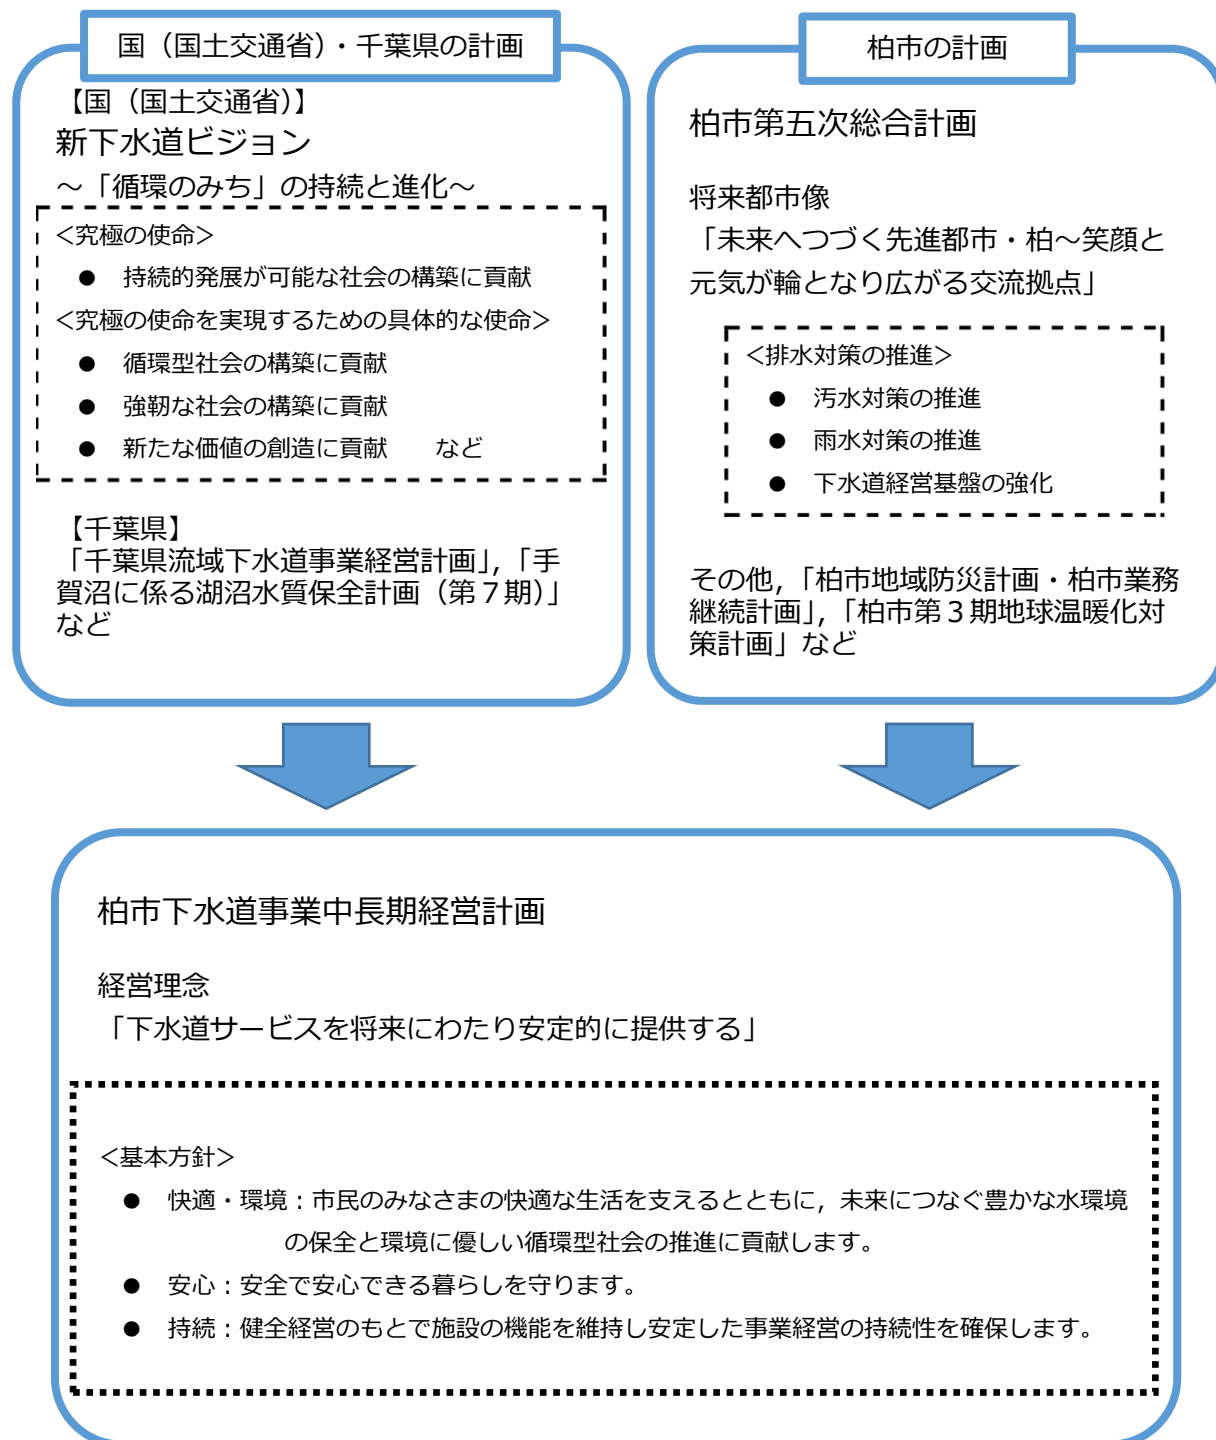 国（国土交通省）・千葉県の計画
【国（国土交通省）】
新下水道ビジョン
～「循環のみち」の持続と進化～
<究極の使命>
● 持続的発展が可能な社会の構築に貢献
<究極の使命を実現するための具体的な使命>
● 循環型社会の構築に貢献
● 強靭な社会の構築に貢献
● 新たな価値の創造に貢献　　など
【千葉県】
「千葉県流域下水道事業経営計画」，「手
賀沼に係る湖沼水質保全計画（第７期）」
など
柏市の計画
柏市第五次総合計画
将来都市像
「未来へつづく先進都市・柏～笑顔と
元気が輪となり広がる交流拠点」
<排水対策の推進>
● 汚水対策の推進
● 雨水対策の推進
● 下水道経営基盤の強化
その他，「柏市地域防災計画・柏市業務
継続計画」，「柏市第３期地球温暖化対
策計画」など
柏市下水道事業中長期経営計画
経営理念
「下水道サービスを将来にわたり安定的に提供する」
<基本方針>
● 快適・環境：市民のみなさまの快適な生活を支えるとともに，未来につなぐ豊かな水環境
の保全と環境に優しい循環型社会の推進に貢献します。
● 安心：安全で安心できる暮らしを守ります。
● 持続：健全経営のもとで施設の機能を維持し安定した事業経営の持続性を確保します。